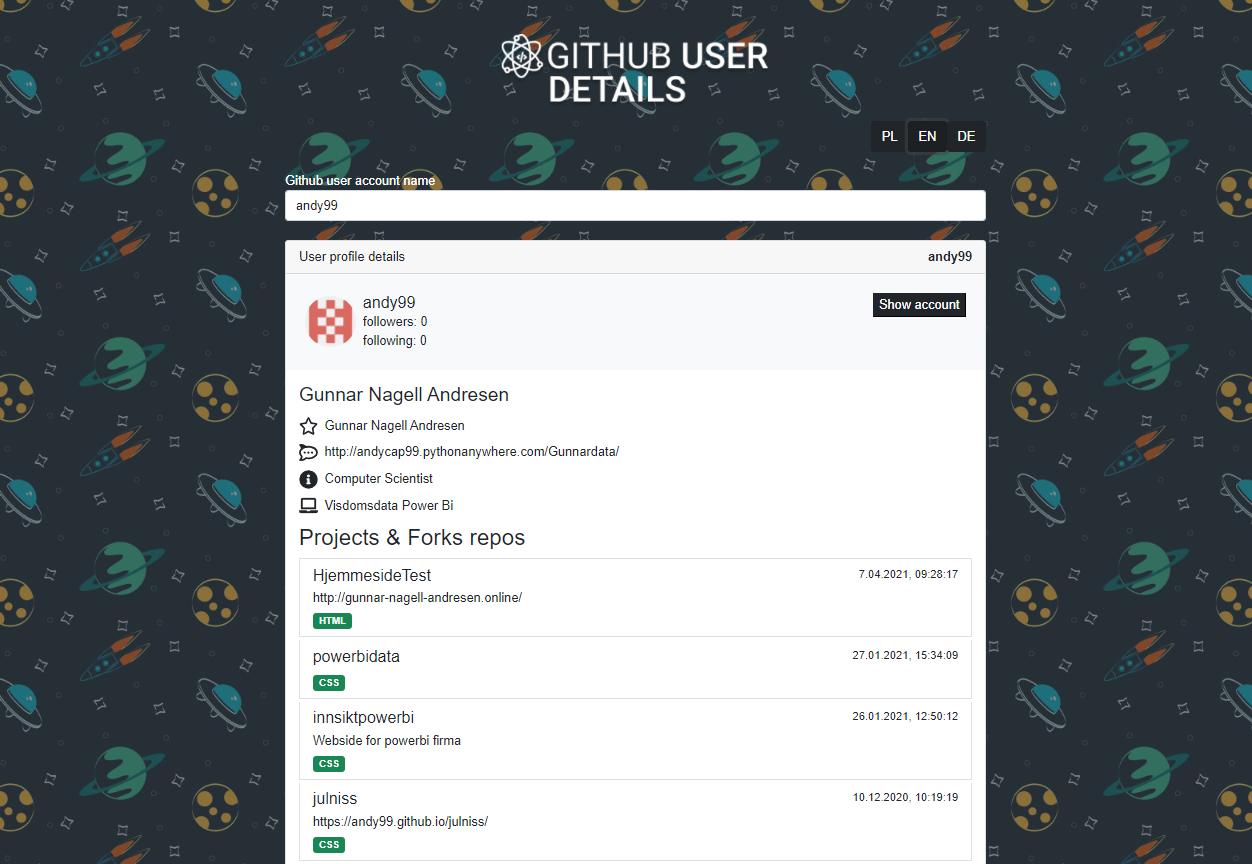 GITHUB USER
DETAILS
PL EN DE
Github user account name
andy99
User profile details andy99
andy99
Show account
followers: 0
following: 0
Gunnar Nagell Andresen
Gunnar Nagell Andresen
http://andycap99.pythonanywhere.com/Gunnardata/
Computer Scientist
Visdomsdata Power Bi
Projects & Forks repos
HjemmesideTest 7.04.2021, 09:28:17
http://gunnar-nagell-andresen.online/
HTML
powerbidata 27.01.2021, 15:34:09
CSS
innsiktpowerbi 26.01.2021, 12:50:12
Webside for powerbi firma
CSS
julniss 10.12.2020, 10:19:19
https://andy99.github.io/julniss/
CSS